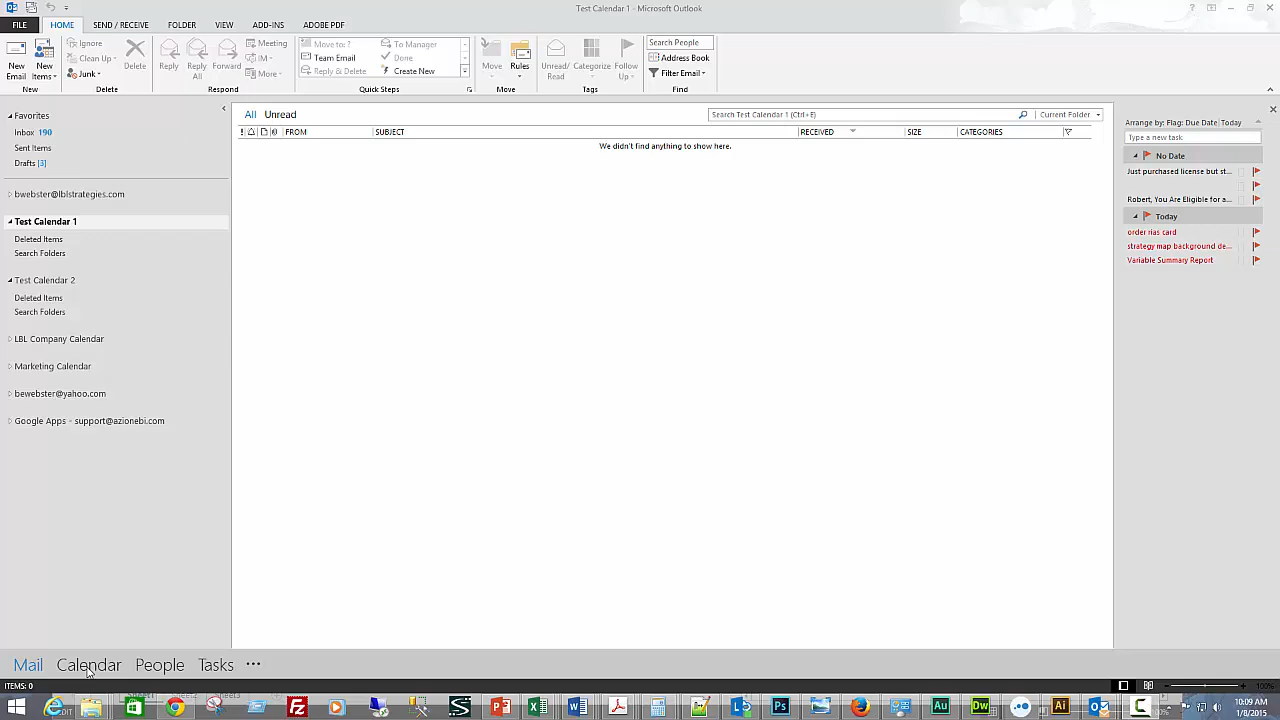 Test Calendar 1 - Microsoft Outlook
FILE HOME SEND / RECEIVE FOLDER VIEW ADD-INS ADOBE PDF
New Email
New Items
Ignore
Clean Up
Junk
Delete
Reply
Reply All
Forward
Meeting
IM
More
Move to: ?
Team Email
Reply & Delete
To Manager
Done
Create New
Move
Rules
Unread/ Read
Categorize
Follow Up
Search People
Address Book
Filter Email
New Delete Respond Quick Steps Move Tags Find
Favorites
Inbox 190
Sent Items
Drafts [3]
bwebster@lblstrategies.com
Test Calendar 1
Deleted Items
Search Folders
Test Calendar 2
Deleted Items
Search Folders
LBL Company Calendar
Marketing Calendar
bewebster@yahoo.com
Google Apps - support@azionebi.com
All Unread
Search Test Calendar 1 (Ctrl+E)
Current Folder
FROM SUBJECT RECEIVED SIZE CATEGORIES
We didn't find anything to show here.
Arrange by: Flag: Due Date Today
Type a new task
No Date
Just purchased license but st...
Robert, You Are Eligible for a...
Today
order rias card
strategy map background de...
Variable Summary Report
Mail Calendar People Tasks ...
ITEMS: 0
100%
EDIT
10:09 AM
1/8/2015